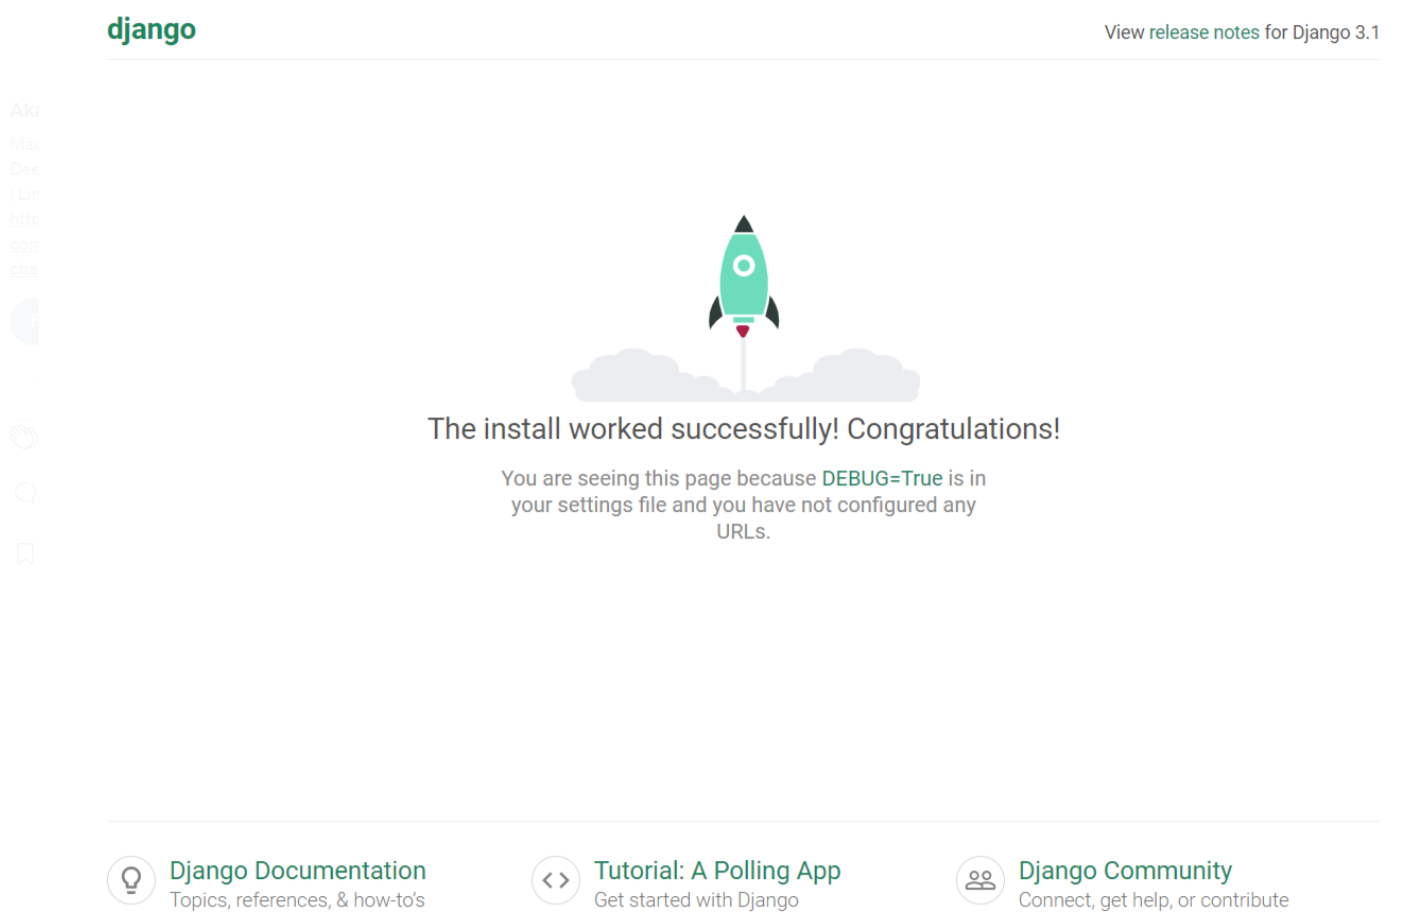 django
View release notes for Django 3.1
The install worked successfully! Congratulations!
You are seeing this page because DEBUG=True is in
your settings file and you have not configured any
URLs.
Django Documentation
Topics, references, & how-to's
Tutorial: A Polling App
Get started with Django
Django Community
Connect, get help, or contribute